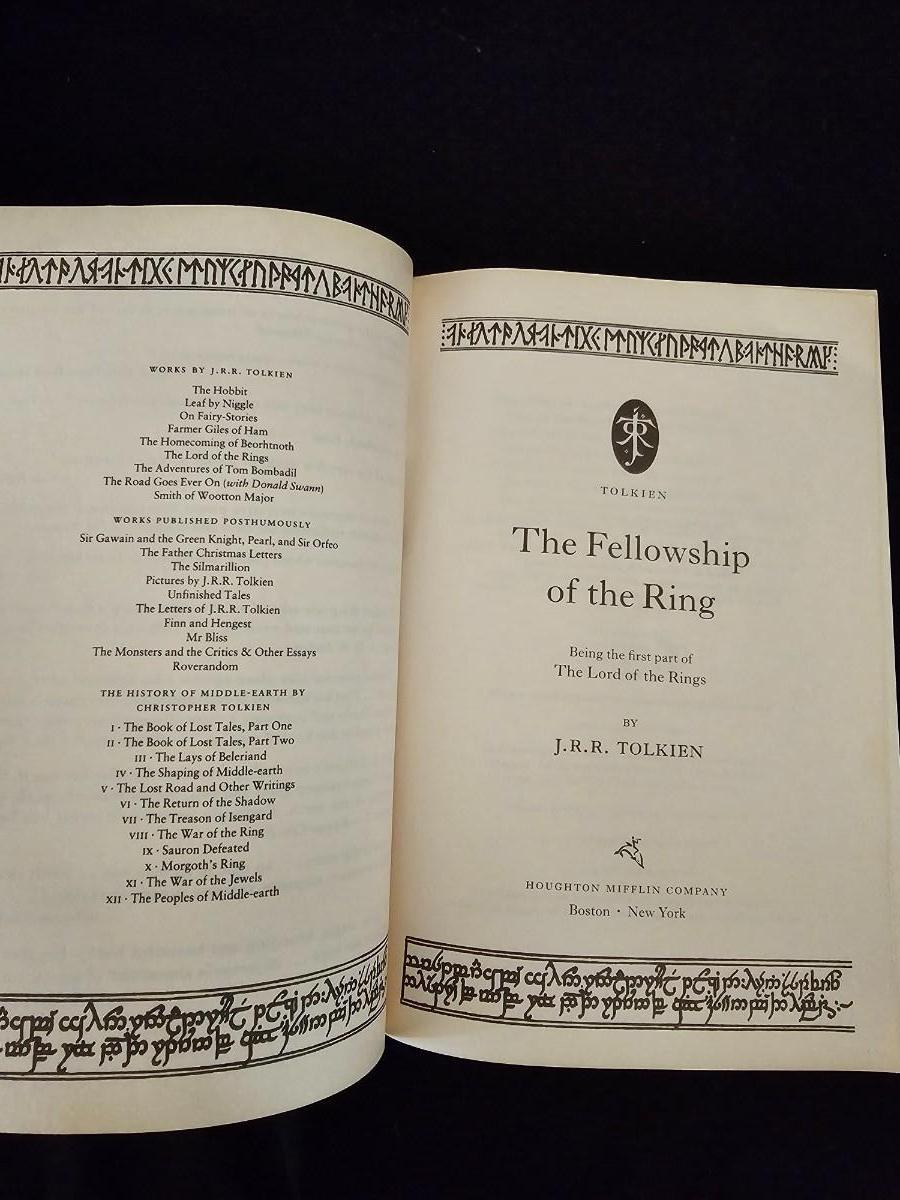 WORKS BY J.R.R. TOLKIEN
The Hobbit
Leaf by Niggle
On Fairy-Stories
Farmer Giles of Ham
The Homecoming of Beorhtnoth
The Lord of the Rings
The Adventures of Tom Bombadil
The Road Goes Ever On (with Donald Swann)
Smith of Wootton Major
WORKS PUBLISHED POSTHUMOUSLY
Sir Gawain and the Green Knight, Pearl, and Sir Orfeo
The Father Christmas Letters
The Silmarillion
Pictures by J.R.R. Tolkien
Unfinished Tales
The Letters of J.R.R. Tolkien
Finn and Hengest
Mr Bliss
The Monsters and the Critics & Other Essays
Roverandom
THE HISTORY OF MIDDLE-EARTH BY
CHRISTOPHER TOLKIEN
I · The Book of Lost Tales, Part One
II · The Book of Lost Tales, Part Two
III · The Lays of Beleriand
IV · The Shaping of Middle-earth
V · The Lost Road and Other Writings
VI · The Return of the Shadow
VII · The Treason of Isengard
VIII · The War of the Ring
IX · Sauron Defeated
X · Morgoth's Ring
XI · The War of the Jewels
XII · The Peoples of Middle-earth
TOLKIEN
The Fellowship
of the Ring
Being the first part of
The Lord of the Rings
BY
J.R.R. TOLKIEN
HOUGHTON MIFFLIN COMPANY
Boston · New York